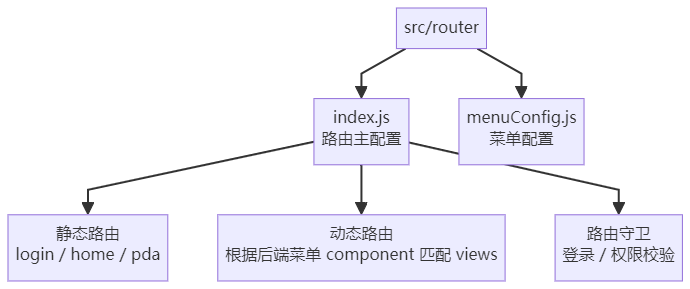 src/router
index.js
路由主配置
menuConfig.js
菜单配置
静态路由
login / home / pda
动态路由
根据后端菜单 component 匹配 views
路由守卫
登录 / 权限校验